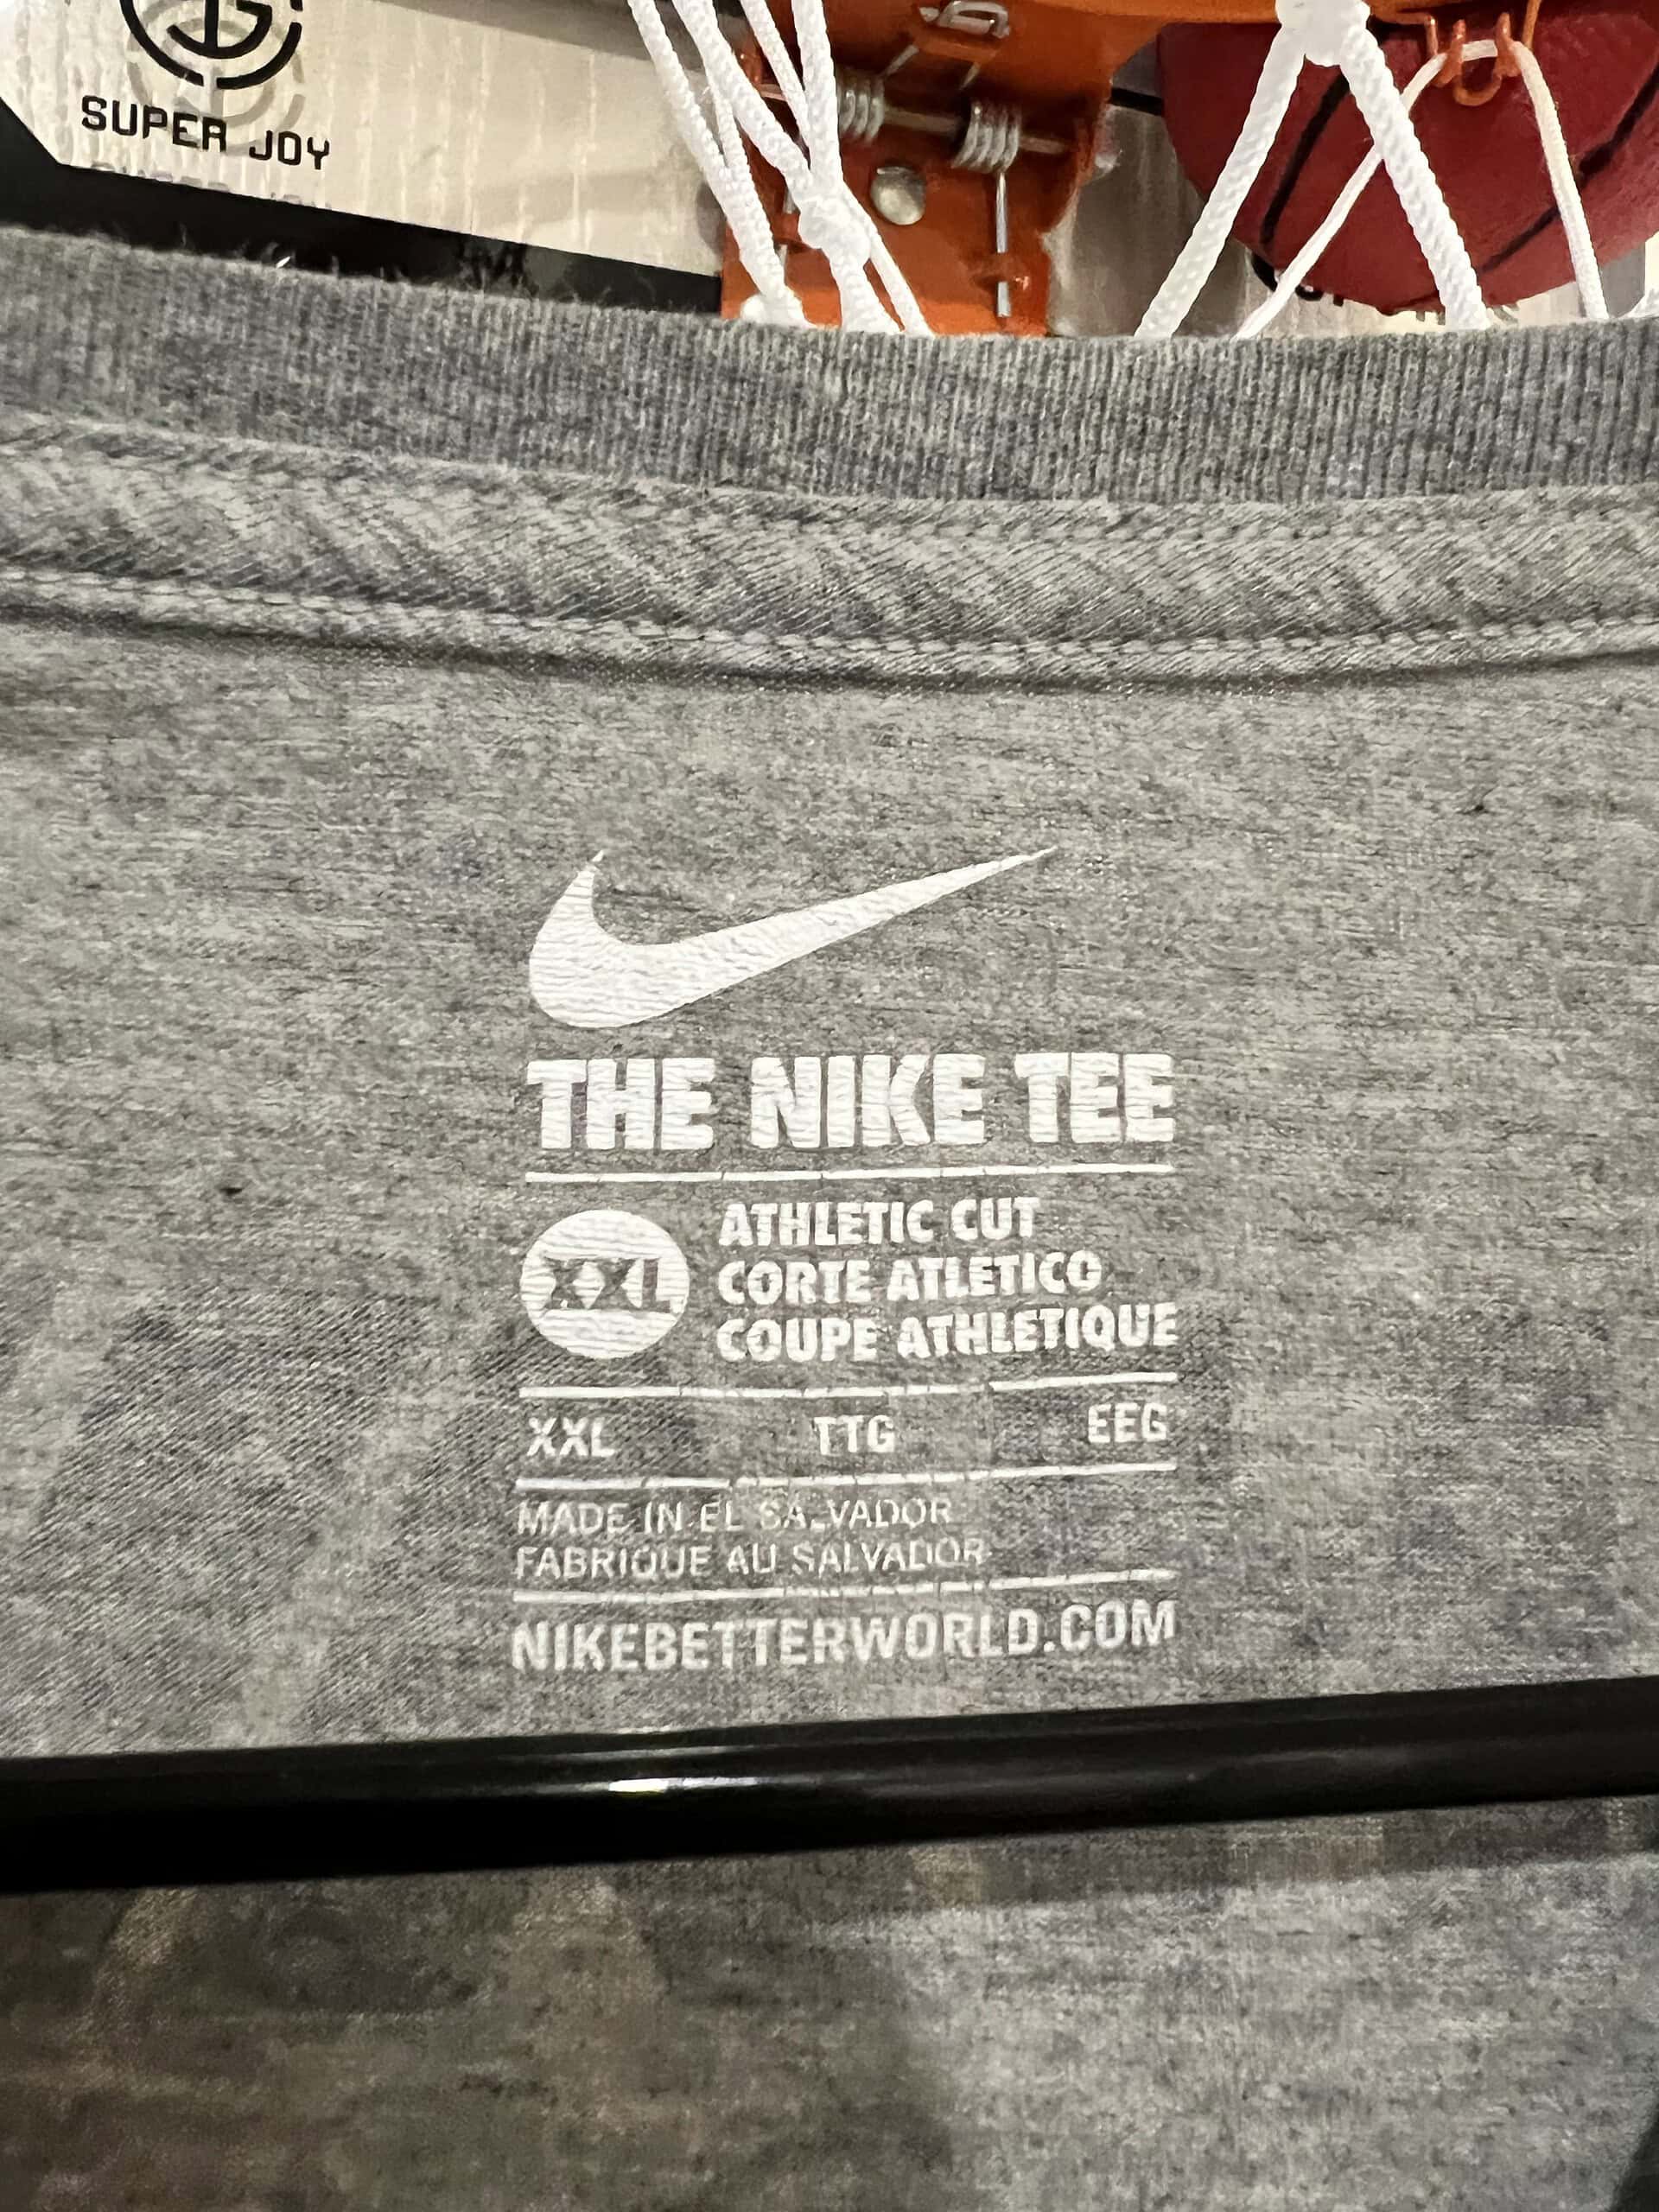 SUPER JOY
THE NIKE TEE
XXL
ATHLETIC CUT
CORTE ATLETICO
COUPE ATHLETIQUE
XXL TTG EEG
MADE IN EL SALVADOR
FABRIQUE AU SALVADOR
NIKEBETTERWORLD.COM